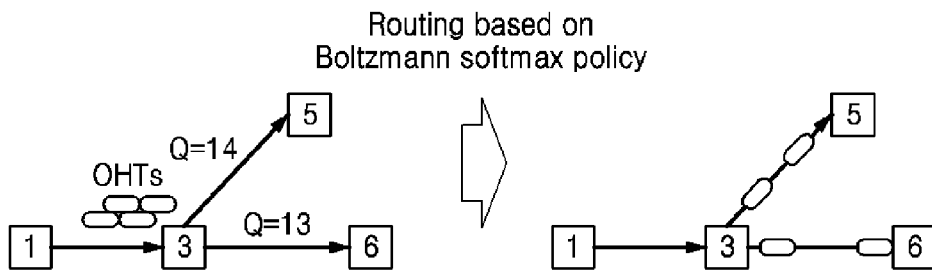 Routing based on
Boltzmann softmax policy
5
Q=14
OHTs
1
3
Q=13
6
5
1
3
6